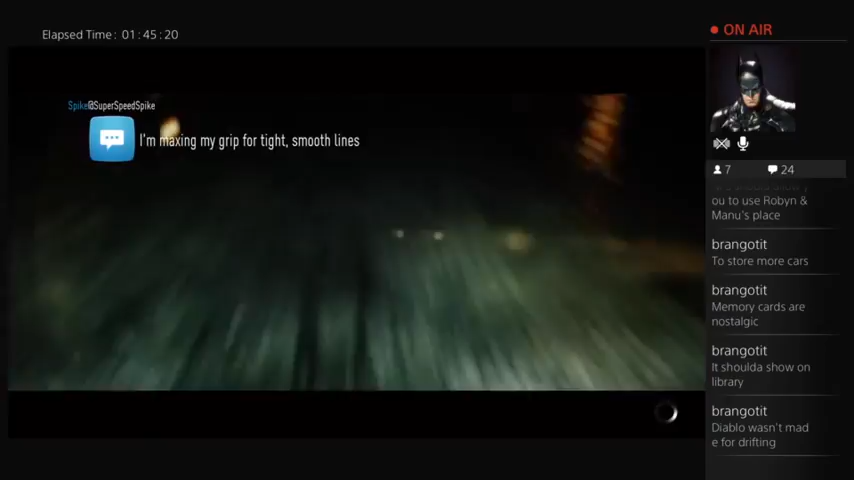 Elapsed Time: 01:45:20
ON AIR
Spike@SuperSpeedSpike
I'm maxing my grip for tight, smooth lines
7 24
ou to use Robyn &
Manu's place
brangotit
To store more cars
brangotit
Memory cards are
nostalgic
brangotit
It shoulda show on
library
brangotit
Diablo wasn't mad
e for drifting